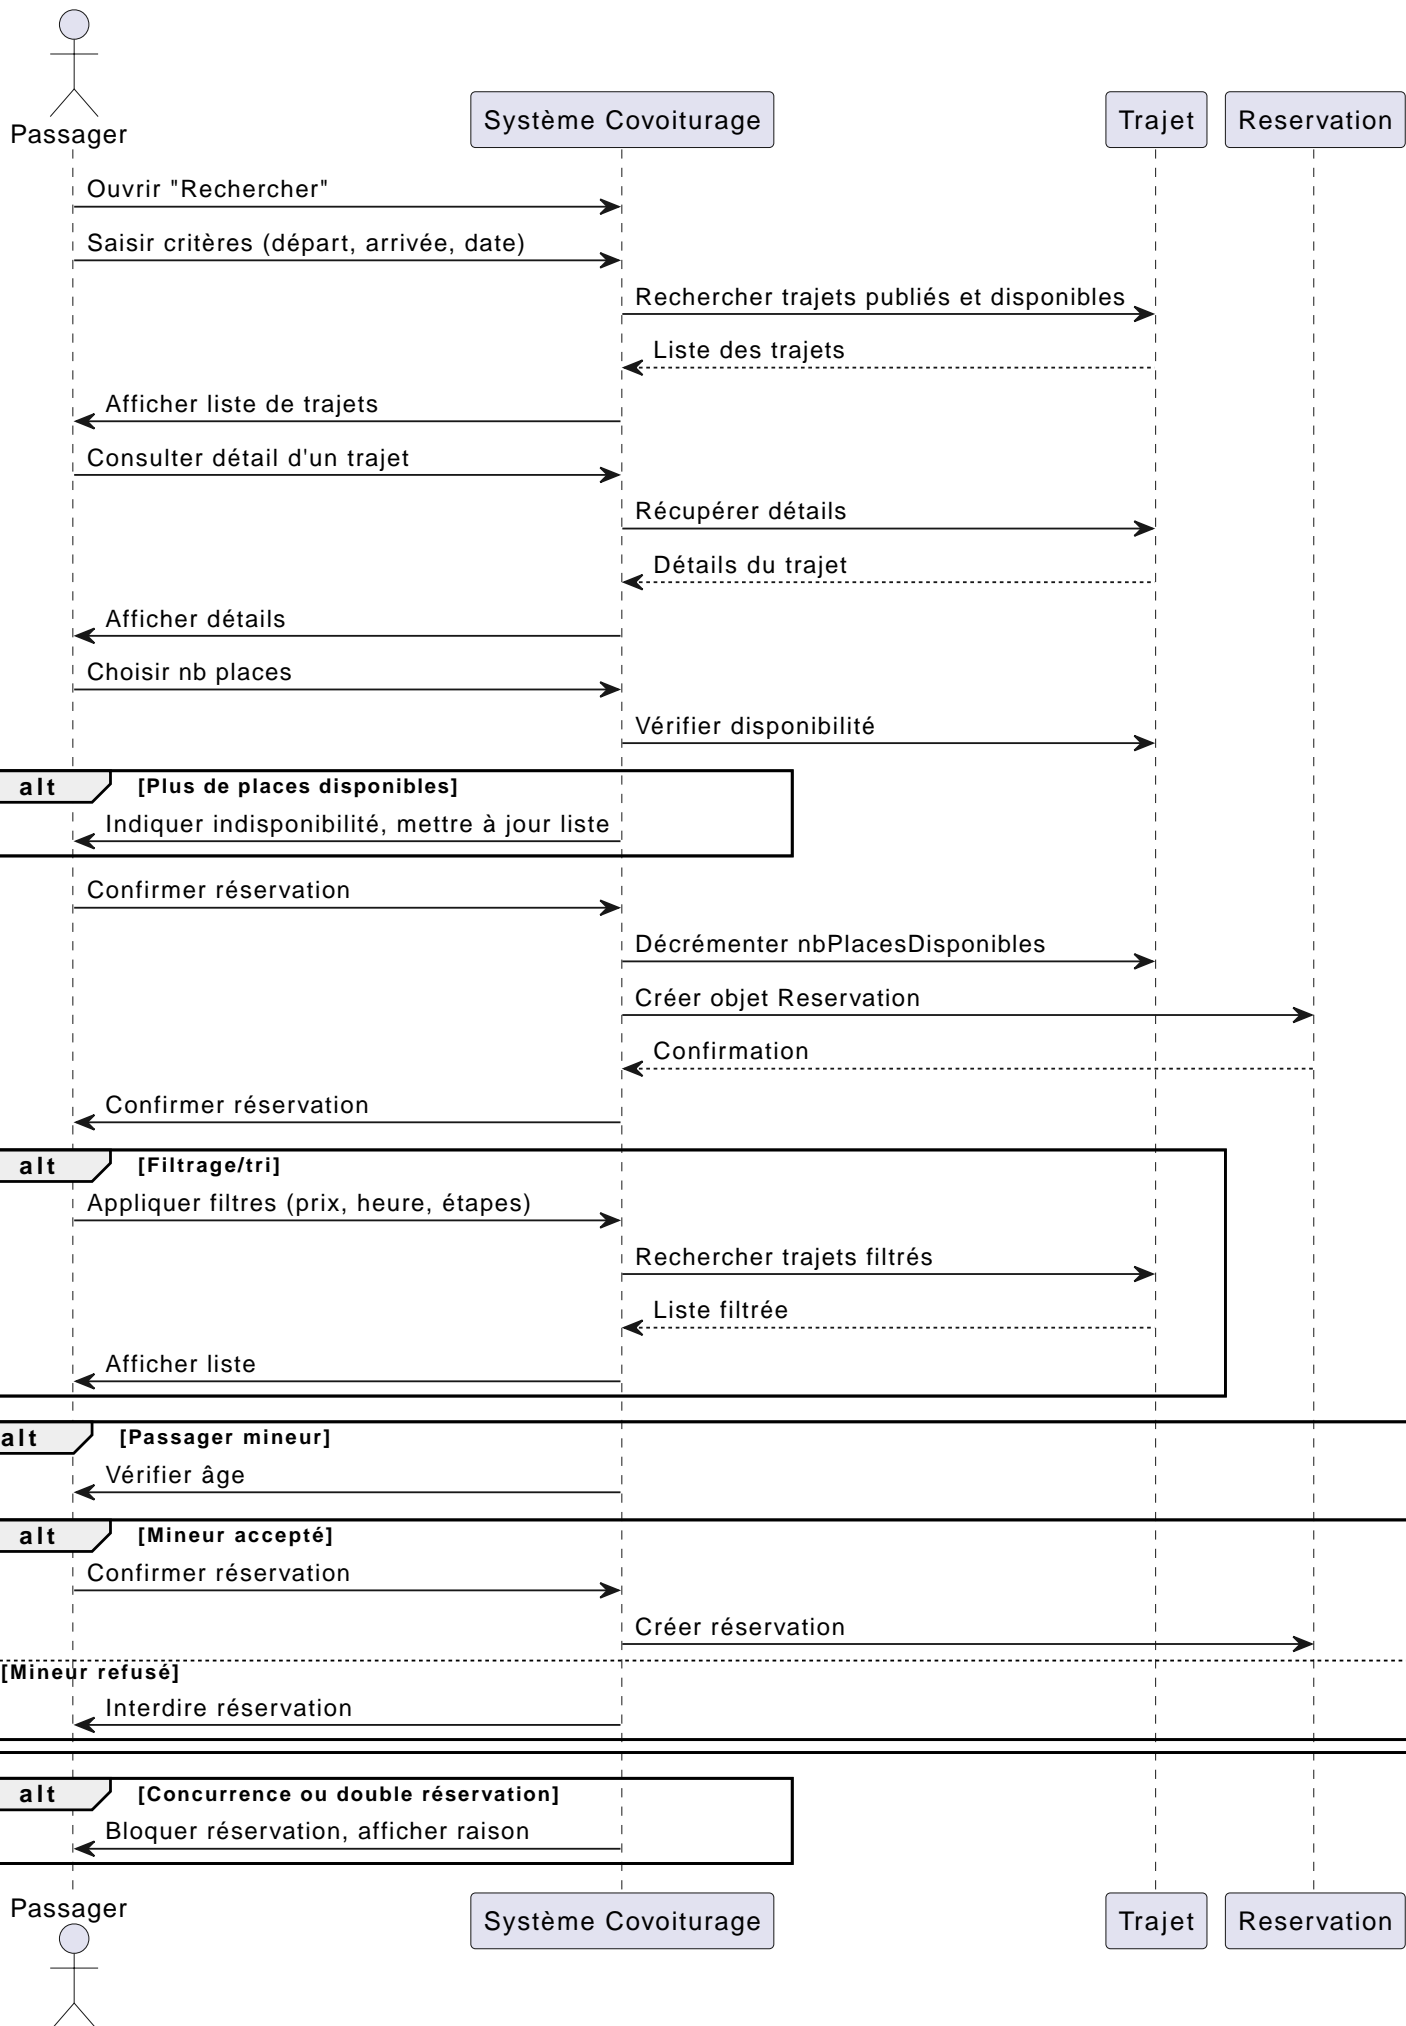 Passager
Système Covoiturage
Trajet
Reservation
Ouvrir "Rechercher"
Saisir critères (départ, arrivée, date)
Rechercher trajets publiés et disponibles
Liste des trajets
Afficher liste de trajets
Consulter détail d'un trajet
Récupérer détails
Détails du trajet
Afficher détails
Choisir nb places
Vérifier disponibilité
alt [Plus de places disponibles]
Indiquer indisponibilité, mettre à jour liste
Confirmer réservation
Décrémenter nbPlacesDisponibles
Créer objet Reservation
Confirmation
Confirmer réservation
alt [Filtrage/tri]
Appliquer filtres (prix, heure, étapes)
Rechercher trajets filtrés
Liste filtrée
Afficher liste
alt [Passager mineur]
Vérifier âge
alt [Mineur accepté]
Confirmer réservation
Créer réservation
[Mineur refusé]
Interdire réservation
alt [Concurrence ou double réservation]
Bloquer réservation, afficher raison
Passager
Système Covoiturage
Trajet
Reservation